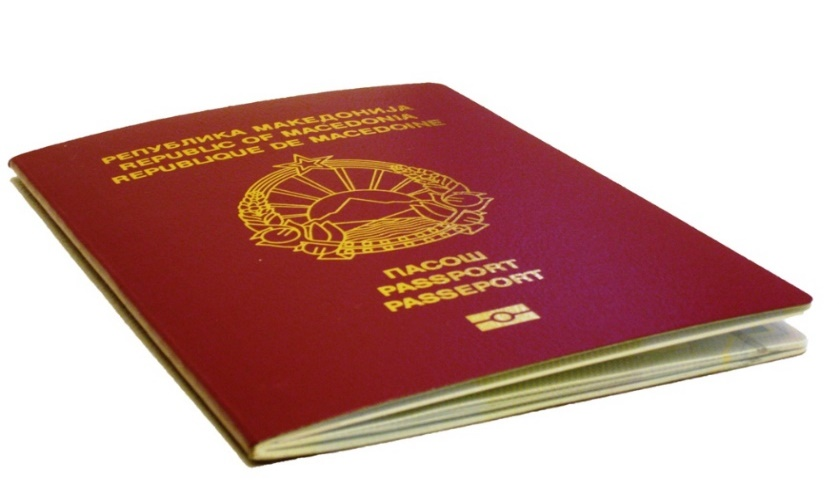 РЕПУБЛИКА МАКЕДОНИЈА
REPUBLIC OF MACEDONIA
REPUBLIQUE DE MACEDOINE
ПАСОШ
PASSPORT
PASSEPORT